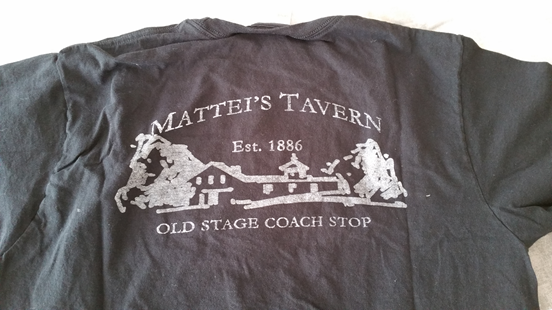 MATTEI'S TAVERN
Est. 1886
OLD STAGE COACH STOP